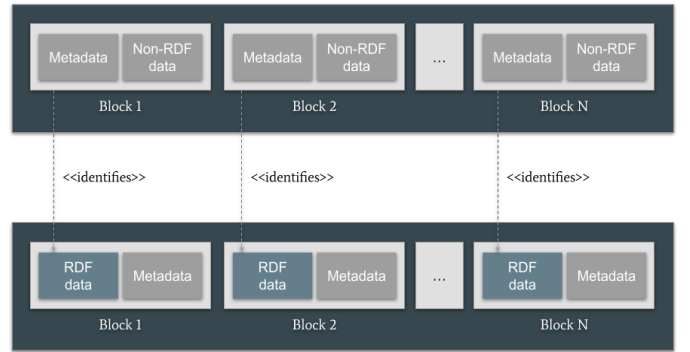 Metadata
Non-RDF
data
Metadata
Non-RDF
data
...
Metadata
Non-RDF
data
Block 1
Block 2
Block N
<<identifies>>
<<identifies>>
<<identifies>>
RDF
data
Metadata
RDF
data
Metadata
...
RDF
data
Metadata
Block 1
Block 2
Block N